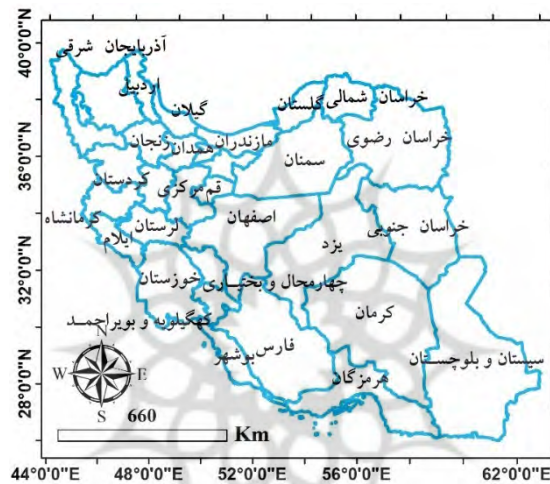 آذربایجان شرقی
اردبیل
گیلان
گلستان
شمالی
خراسان
زنجان
همدان
مازندران
سمنان
خراسان رضوی
کردستان
قم
مرکزی
کرمانشاه
ایلام
لرستان
اصفهان
یزد
خراسان جنوبی
خوزستان
چهارمحال و بختیاری
کرمان
کهگیلویه و بویراحمد
فارس
بوشهر
هرمزگان
سیستان و بلوچستان
N
W
E
S
660
Km
40°0'0"N
36°0'0"N
32°0'0"N
28°0'0"N
44°0'0"E
48°0'0"E
52°0'0"E
56°0'0"E
62°0'0"E